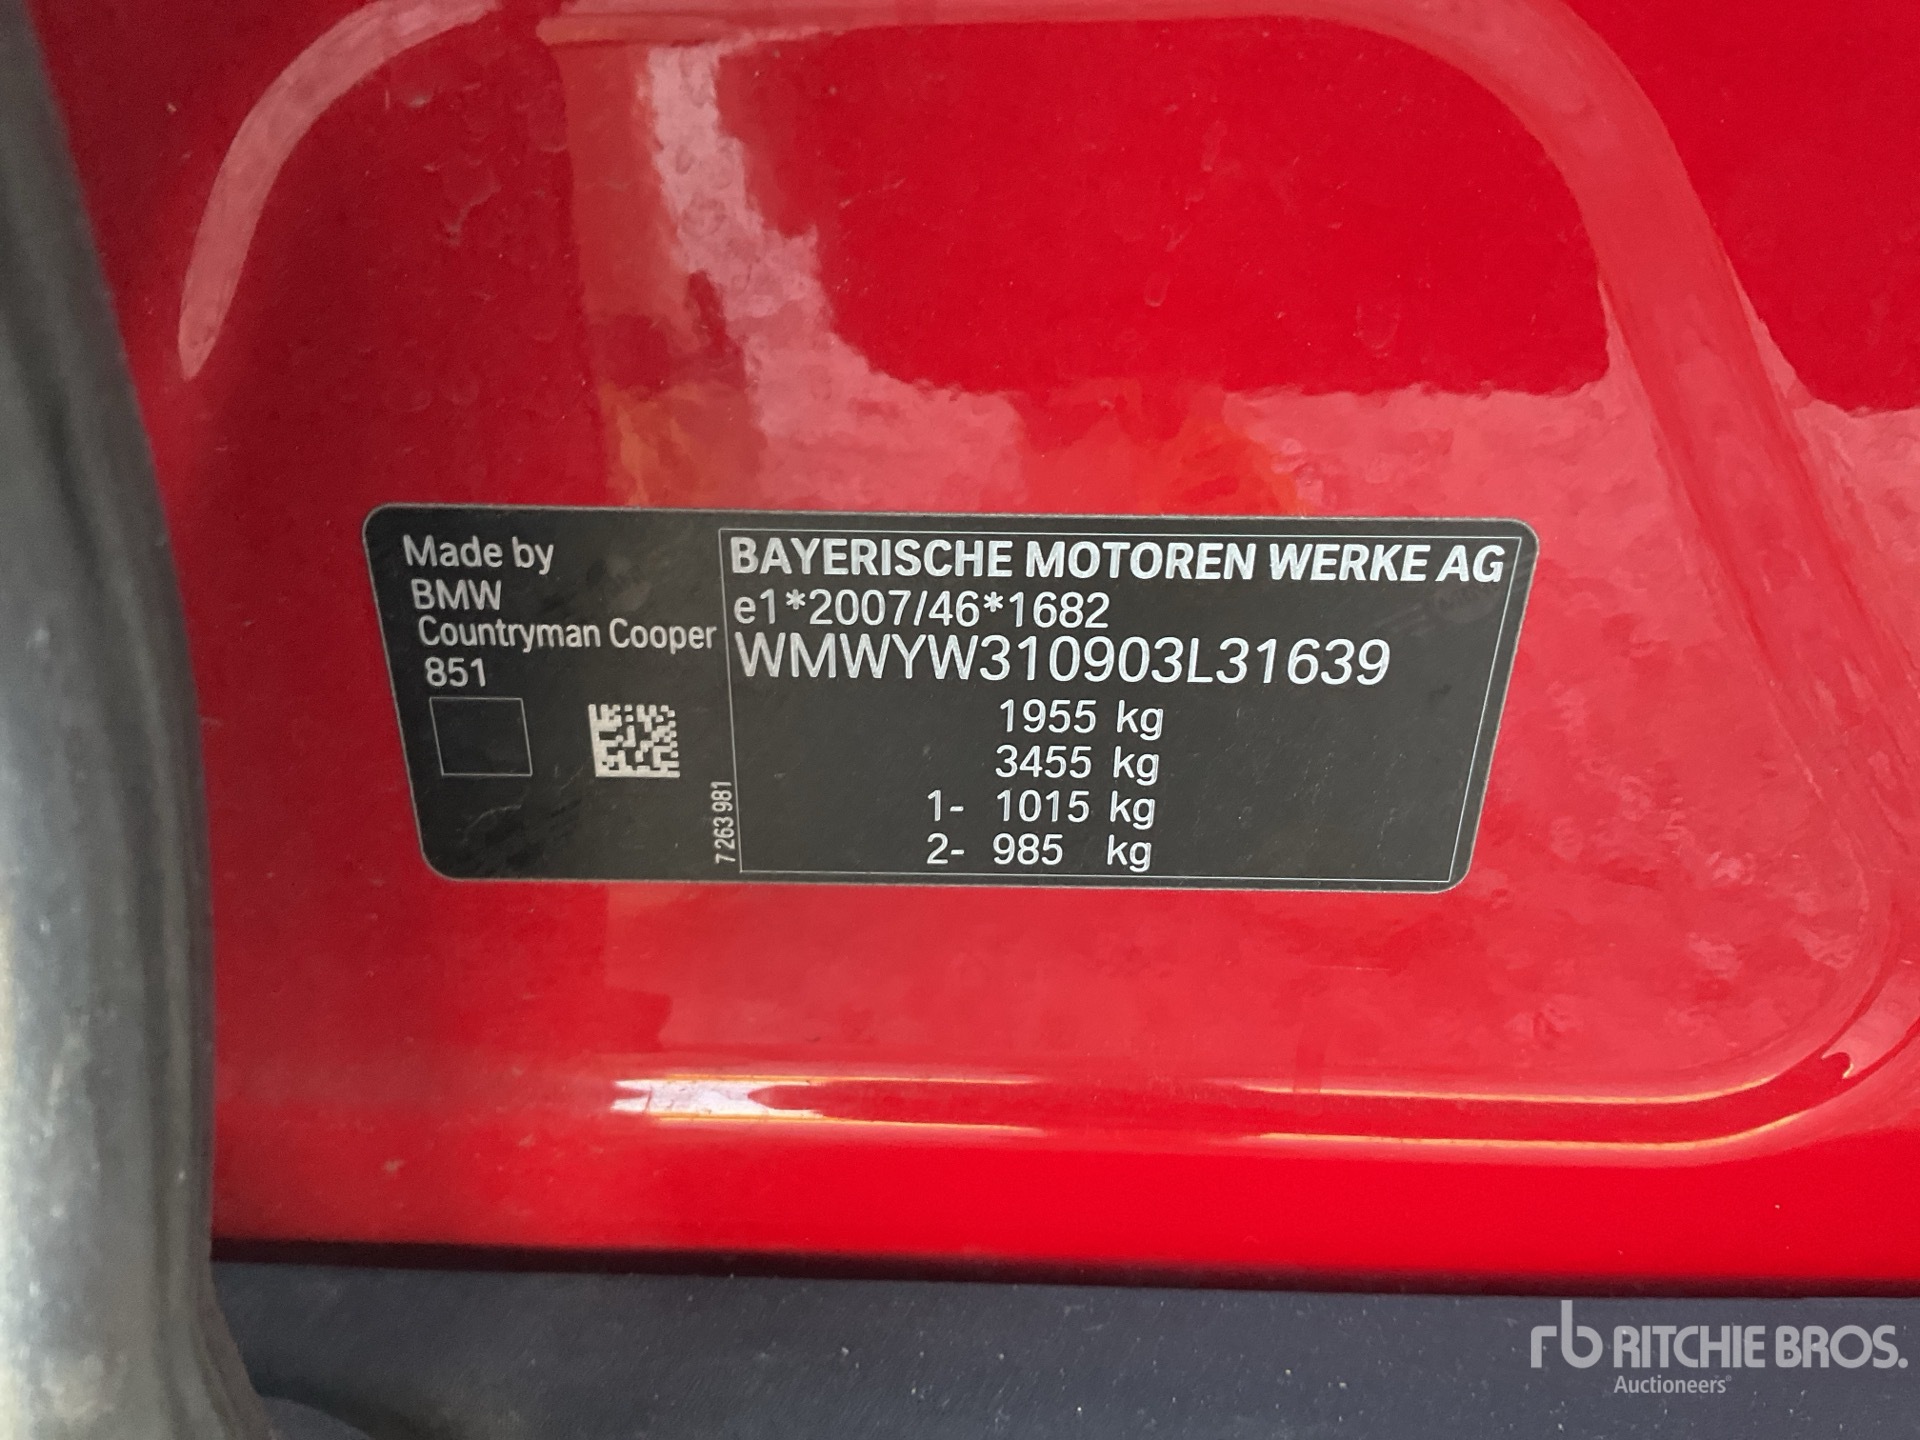 Made by
BMW
Countryman Cooper
851
7 263 981
BAYERISCHE MOTOREN WERKE AG
e1*2007/46*1682
WMWYW310903L31639
1955 kg
3455 kg
1- 1015 kg
2- 985 kg
rb RITCHIE BROS.
Auctioneers